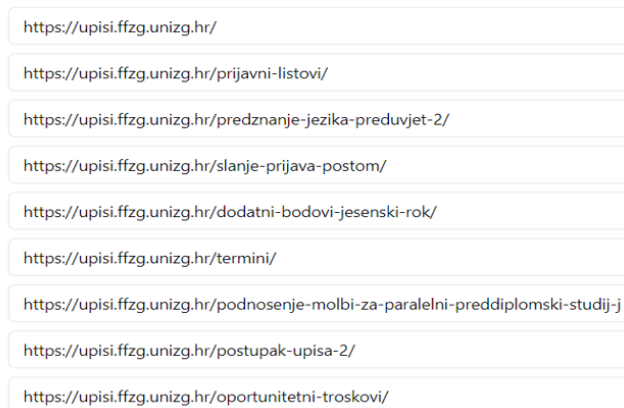 https://upisi.ffzg.unizg.hr/
https://upisi.ffzg.unizg.hr/prijavni-listovi/
https://upisi.ffzg.unizg.hr/predznanje-jezika-preduvjet-2/
https://upisi.ffzg.unizg.hr/slanje-prijava-postom/
https://upisi.ffzg.unizg.hr/dodatni-bodovi-jesenski-rok/
https://upisi.ffzg.unizg.hr/termini/
https://upisi.ffzg.unizg.hr/podnosenje-molbi-za-paralelni-preddiplomski-studij-j
https://upisi.ffzg.unizg.hr/postupak-upisa-2/
https://upisi.ffzg.unizg.hr/oportunitetni-troskovi/